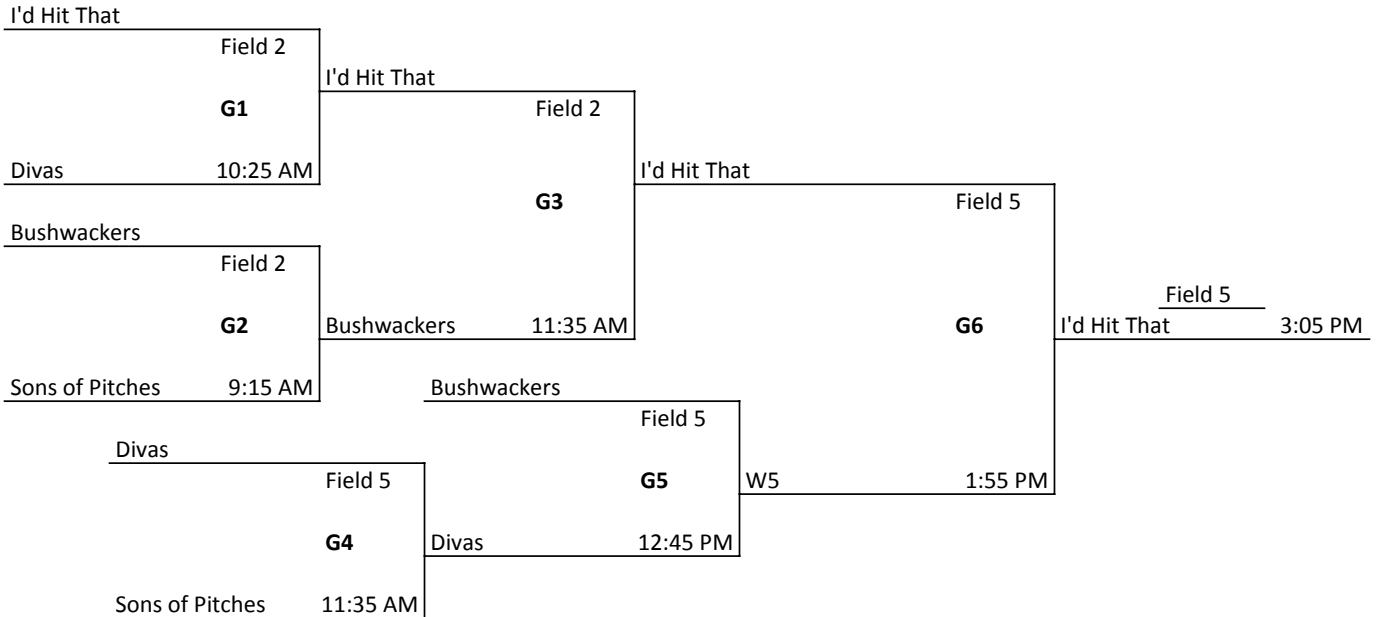 I'd Hit That
Field 2
I'd Hit That
G1
Field 2
Divas 10:25 AM
I'd Hit That
G3
Field 5
Bushwackers
Field 2
Field 5
G2
Bushwackers 11:35 AM
G6
I'd Hit That 3:05 PM
Sons of Pitches 9:15 AM
Bushwackers
Field 5
Divas
Field 5
G5
W5 1:55 PM
G4
Divas 12:45 PM
Sons of Pitches 11:35 AM